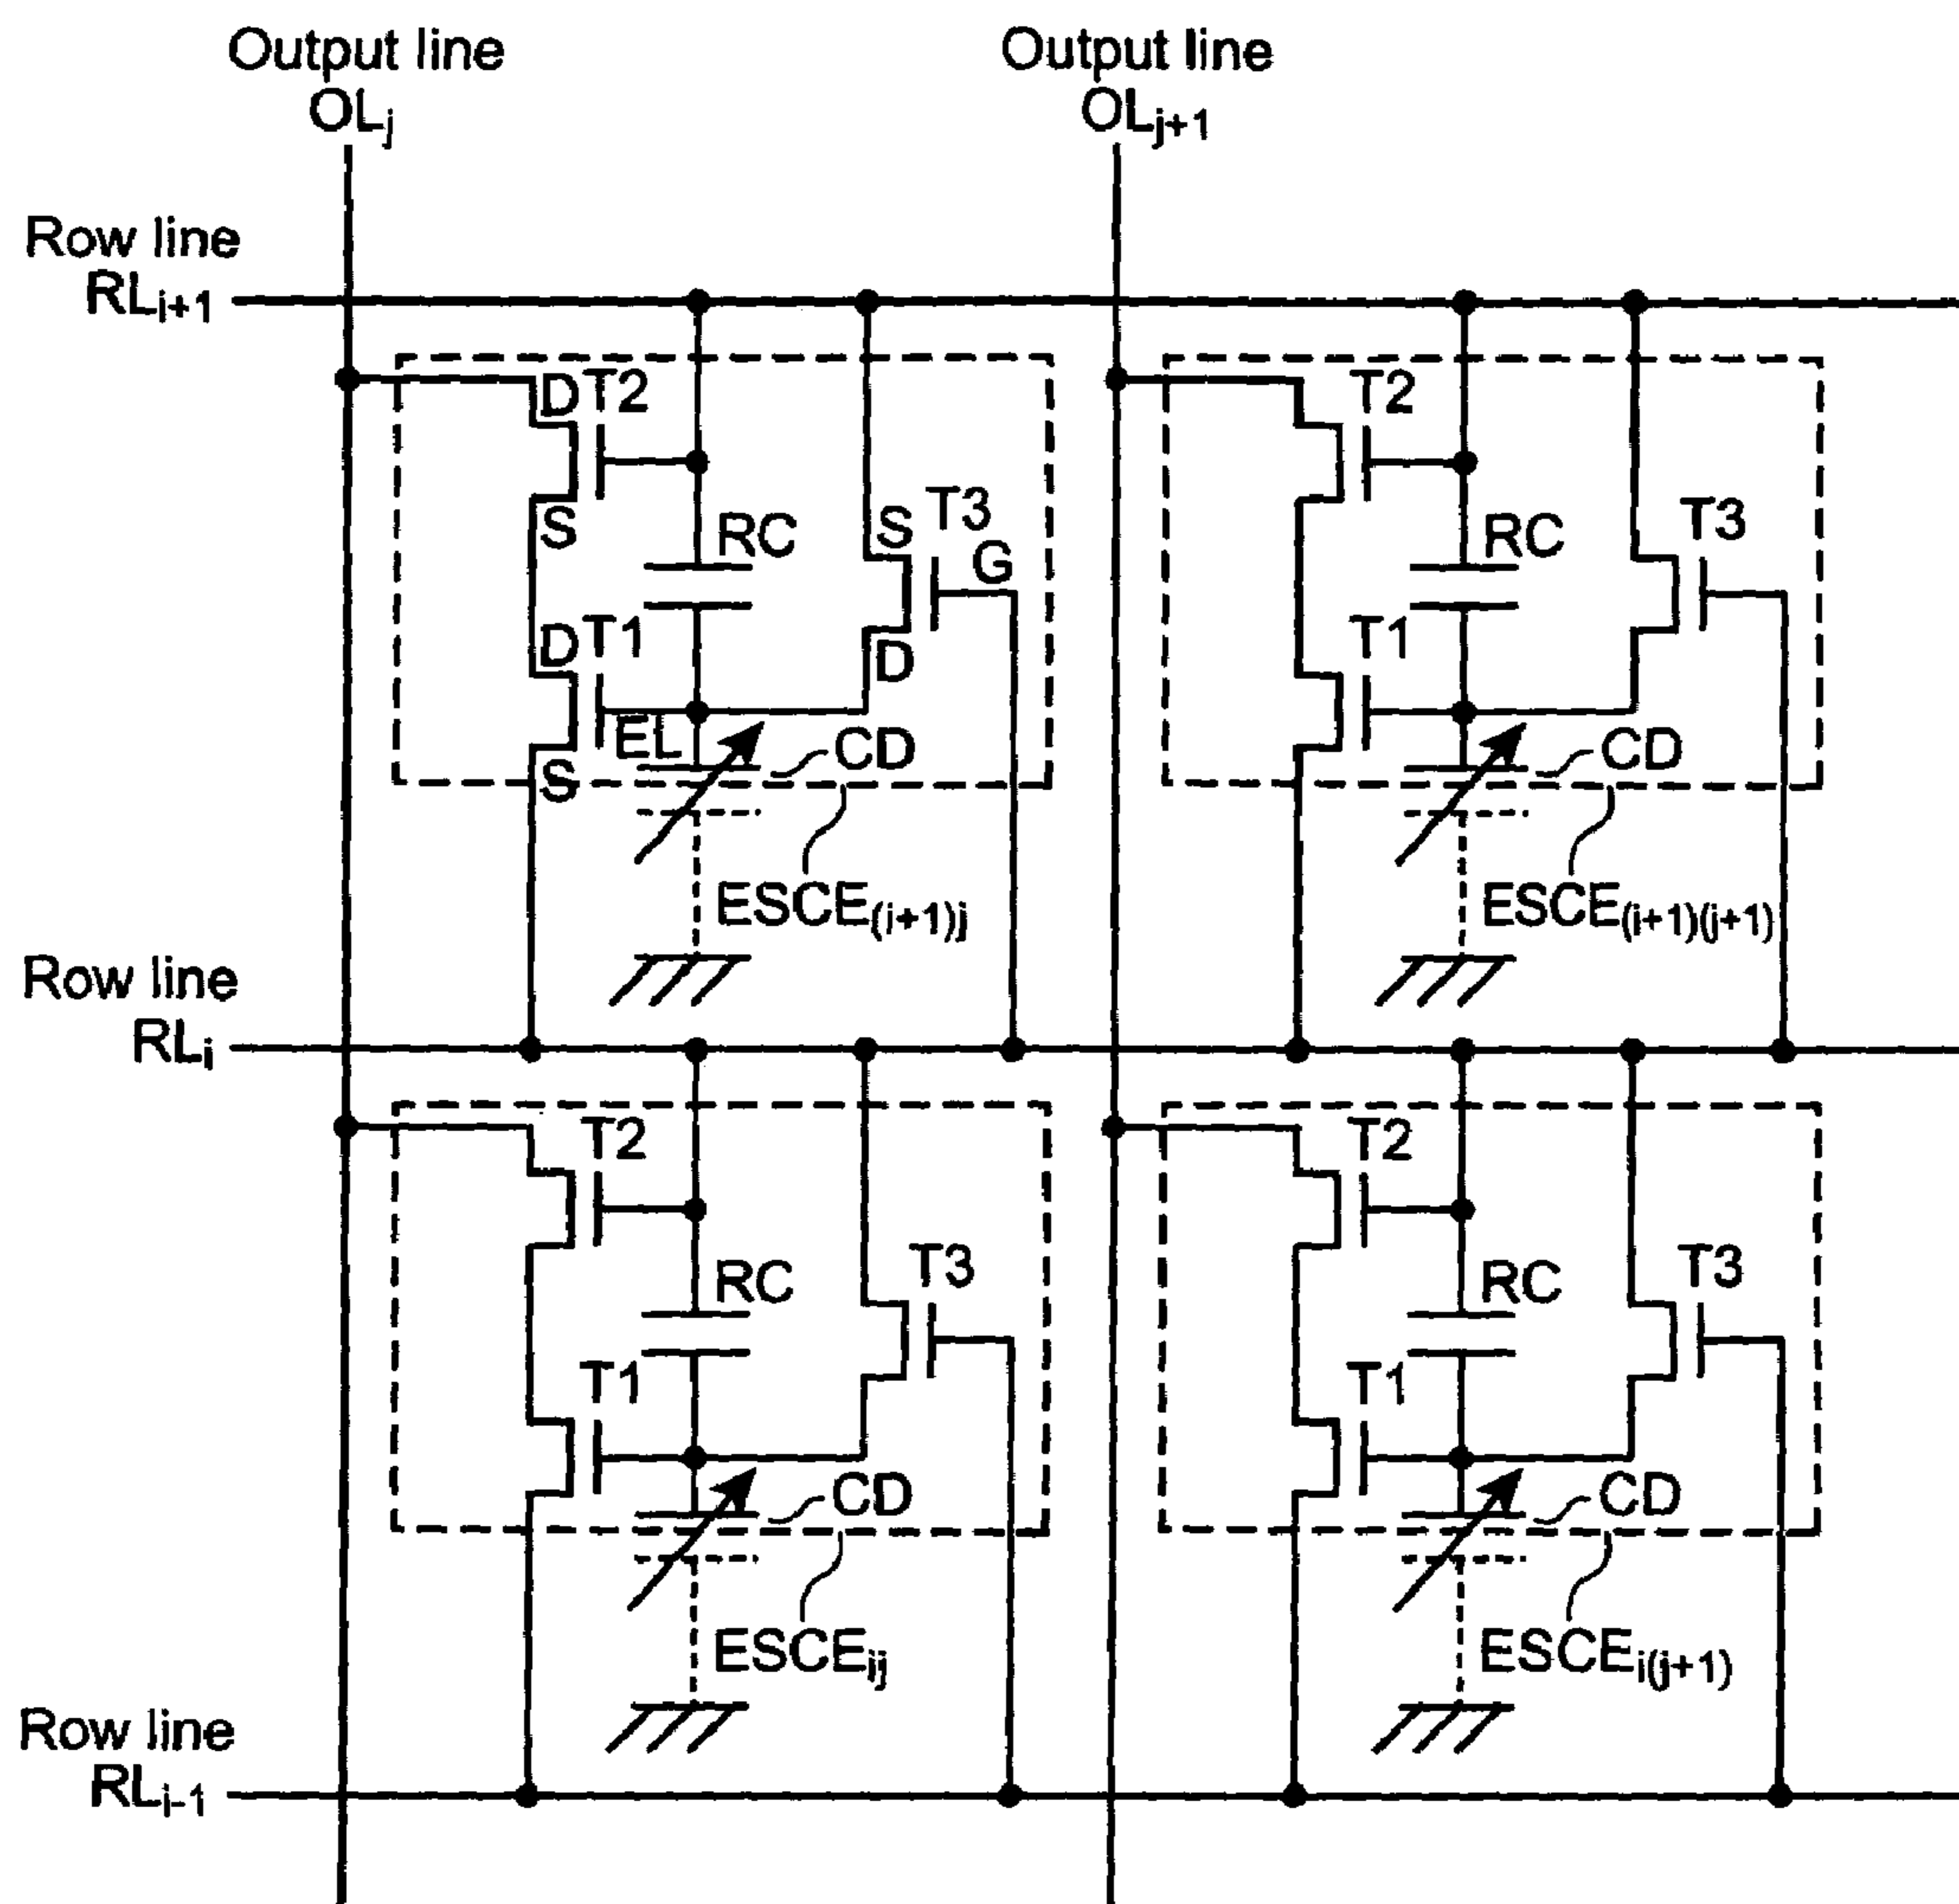 Output line
OLj
Output line
OLj+1
Row line
RLi+1
D T2
S
RC
S T3
G
D T1
D
EL
S
CD
ESCE(i+1)j
T2
RC
T3
T1
CD
ESCE(i+1)(j+1)
Row line
RLi
T2
RC
T3
T1
CD
ESCEij
T2
RC
T3
T1
CD
ESCEi(j+1)
Row line
RLi-1